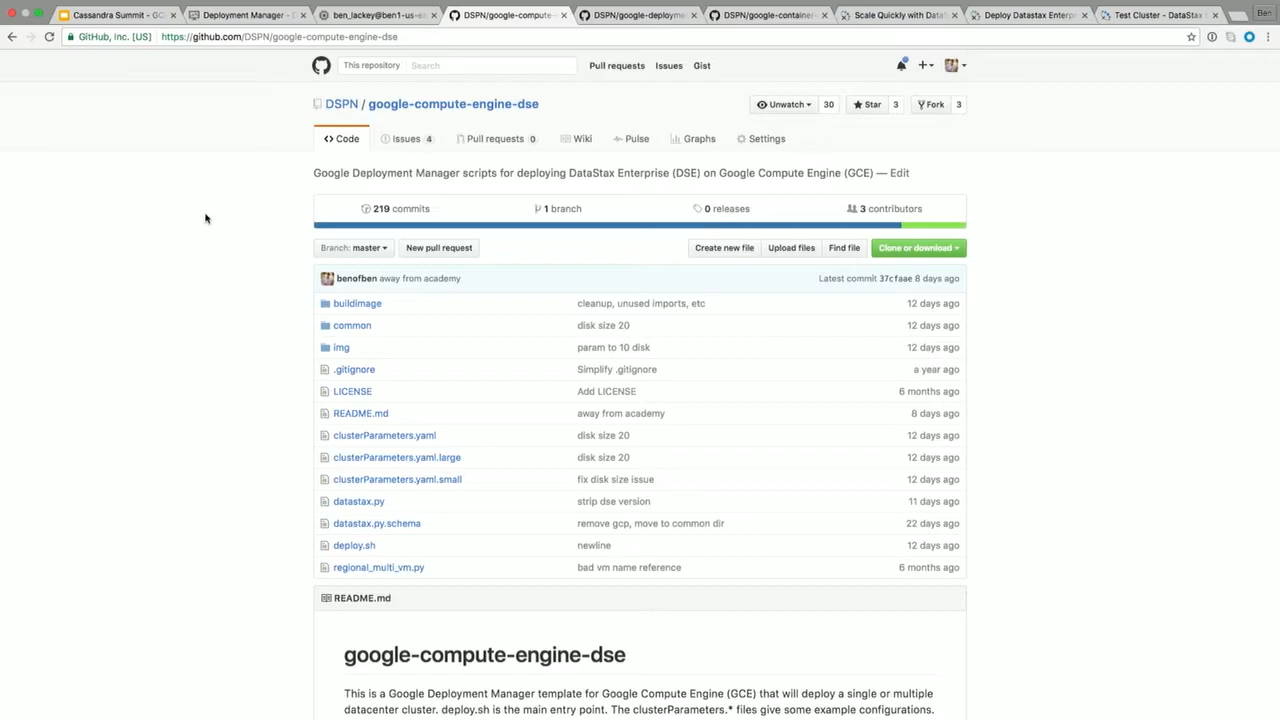 Cassandra Summit - GC
Deployment Manager - D
ben_lackey@ben1-us-ea
DSPN/google-compute-
DSPN/google-deployme
DSPN/google-container-
Scale Quickly with Data
Deploy Datastax Enterpr
Test Cluster - DataStax
Ben
GitHub, Inc. [US]
https://github.com/DSPN/google-compute-engine-dse
This repository
Search
Pull requests
Issues
Gist
DSPN / google-compute-engine-dse
Unwatch 30
Star 3
Fork 3
Code
Issues 4
Pull requests 0
Wiki
Pulse
Graphs
Settings
Google Deployment Manager scripts for deploying DataStax Enterprise (DSE) on Google Compute Engine (GCE) — Edit
219 commits
1 branch
0 releases
3 contributors
Branch: master
New pull request
Create new file
Upload files
Find file
Clone or download
benofben away from academy
Latest commit 37cfaae 8 days ago
buildimage cleanup, unused imports, etc 12 days ago
common disk size 20 12 days ago
img param to 10 disk 12 days ago
.gitignore Simplify .gitignore a year ago
LICENSE Add LICENSE 6 months ago
README.md away from academy 8 days ago
clusterParameters.yaml disk size 20 12 days ago
clusterParameters.yaml.large disk size 20 12 days ago
clusterParameters.yaml.small fix disk size issue 12 days ago
datastax.py strip dse version 11 days ago
datastax.py.schema remove gcp, move to common dir 22 days ago
deploy.sh newline 12 days ago
regional_multi_vm.py bad vm name reference 6 months ago
README.md
google-compute-engine-dse
This is a Google Deployment Manager template for Google Compute Engine (GCE) that will deploy a single or multiple
datacenter cluster. deploy.sh is the main entry point. The clusterParameters.* files give some example configurations.